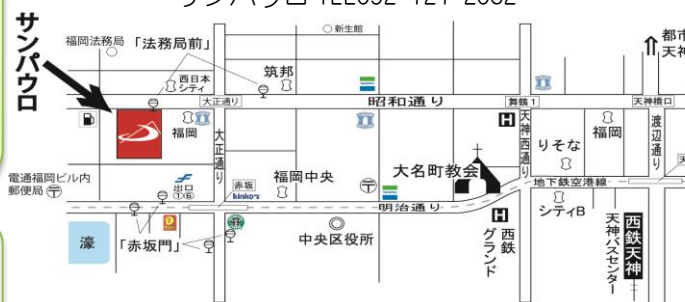 サンパウロ TEL092-721-2032
サンパウロ
福岡法務局
「法務局前」
新生館
西日本
シティ
筑邦
大正通り
昭和通り
舞鶴1
天神橋口
都市
天神
福岡
大正通り
天神西通り
りそな
福岡
渡辺通り
電通福岡ビル内
郵便局
出口
①⑥
赤坂
kinko's
福岡中央
大名町教会
地下鉄空港線
明治通り
シティB
濠
「赤坂門」
中央区役所
西鉄
グランド
天神バスセンター
西鉄天神